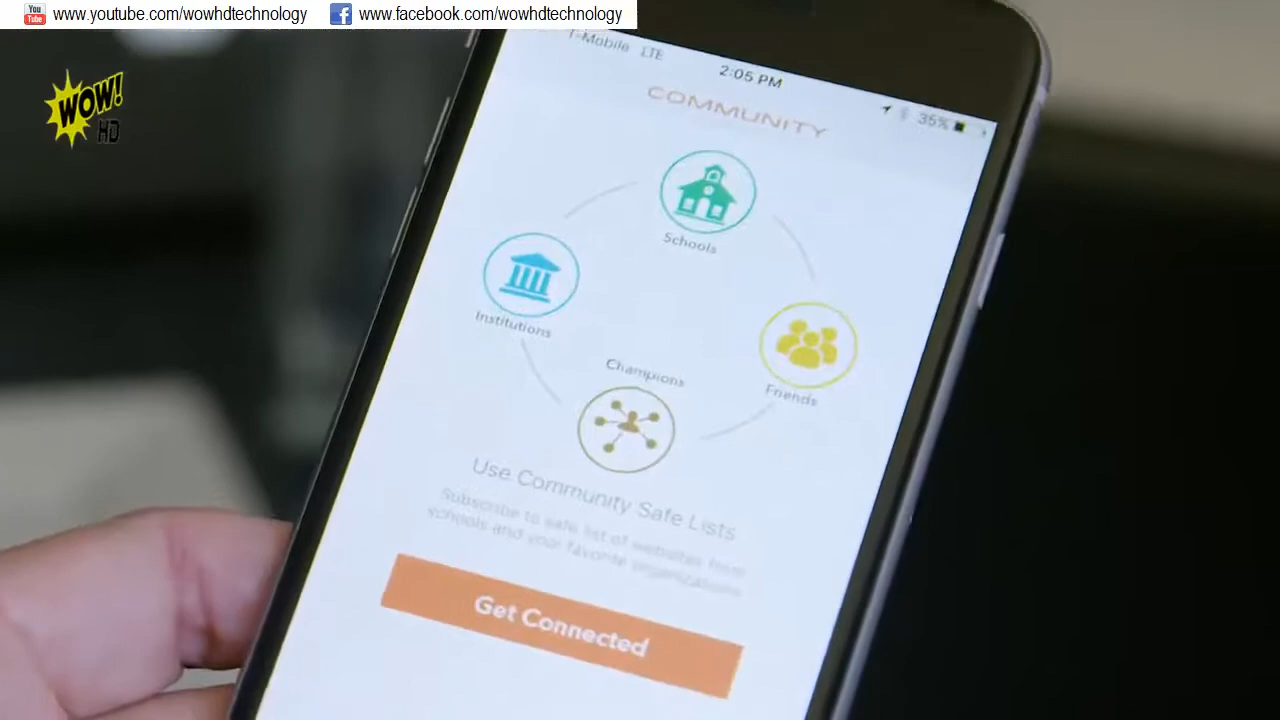 You
Tube
www.youtube.com/wowhdtechnology
f
www.facebook.com/wowhdtechnology
WOW!
HD
T-Mobile LTE
2:05 PM
35%
COMMUNITY
Schools
Institutions
Friends
Champions
Use Community Safe Lists
Subscribe to safe list of websites from
schools and your favorite organizations
Get Connected